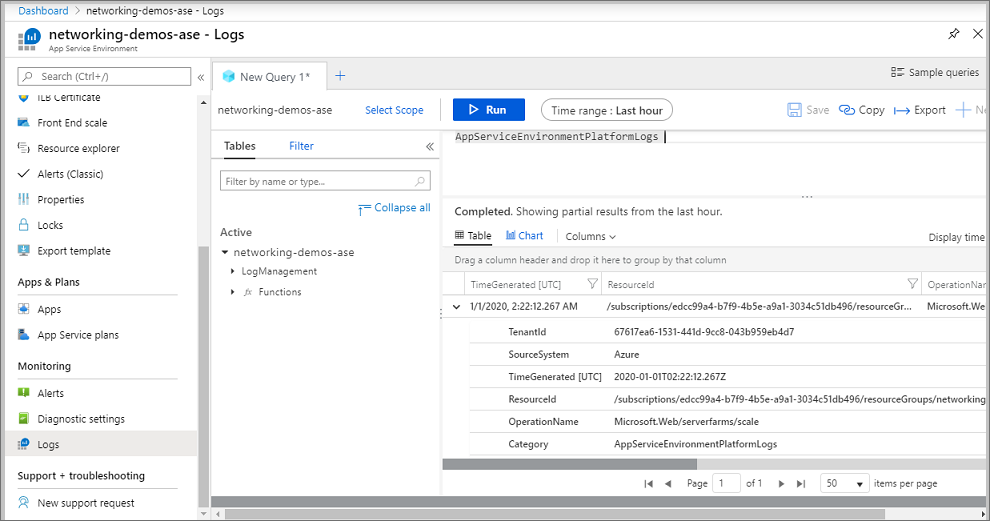 Dashboard > networking-demos-ase - Logs
networking-demos-ase - Logs
App Service Environment
Search (Ctrl+/)
ILB Certificate
Front End scale
Resource explorer
Alerts (Classic)
Properties
Locks
Export template
Apps & Plans
Apps
App Service plans
Monitoring
Alerts
Diagnostic settings
Logs
Support + troubleshooting
New support request
New Query 1*
Sample queries
networking-demos-ase Select Scope Run Time range : Last hour Save Copy Export Ne
Tables Filter
Filter by name or type...
Collapse all
Active
networking-demos-ase
LogManagement
fx Functions
AppServiceEnvironmentPlatformLogs
Completed. Showing partial results from the last hour.
Table Chart Columns Display time
Drag a column header and drop it here to group by that column
TimeGenerated [UTC] ResourceId OperationNa
1/1/2020, 2:22:12.267 AM /subscriptions/edcc99a4-b7f9-4b5e-a9a1-3034c51db496/resourceGr... Microsoft.We
TenantId 67617ea6-1531-441d-9cc8-043b959eb4d7
SourceSystem Azure
TimeGenerated [UTC] 2020-01-01T02:22:12.267Z
ResourceId /subscriptions/edcc99a4-b7f9-4b5e-a9a1-3034c51db496/resourceGroups/networking
OperationName Microsoft.Web/serverfarms/scale
Category AppServiceEnvironmentPlatformLogs
Page 1 of 1 50 items per page